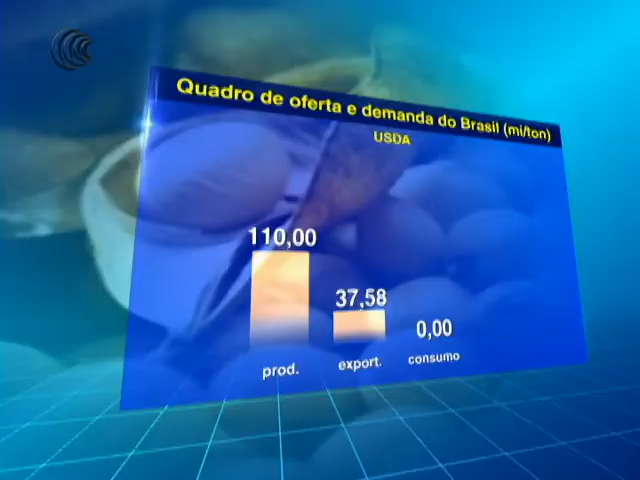 Quadro de oferta e demanda do Brasil (mi/ton)
USDA
110,00
37,58
0,00
prod.
export.
consumo